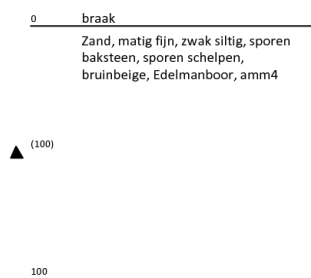 0 braak
Zand, matig fijn, zwak siltig, sporen
baksteen, sporen schelpen,
bruinbeige, Edelmanboor, amm4
(100)
100